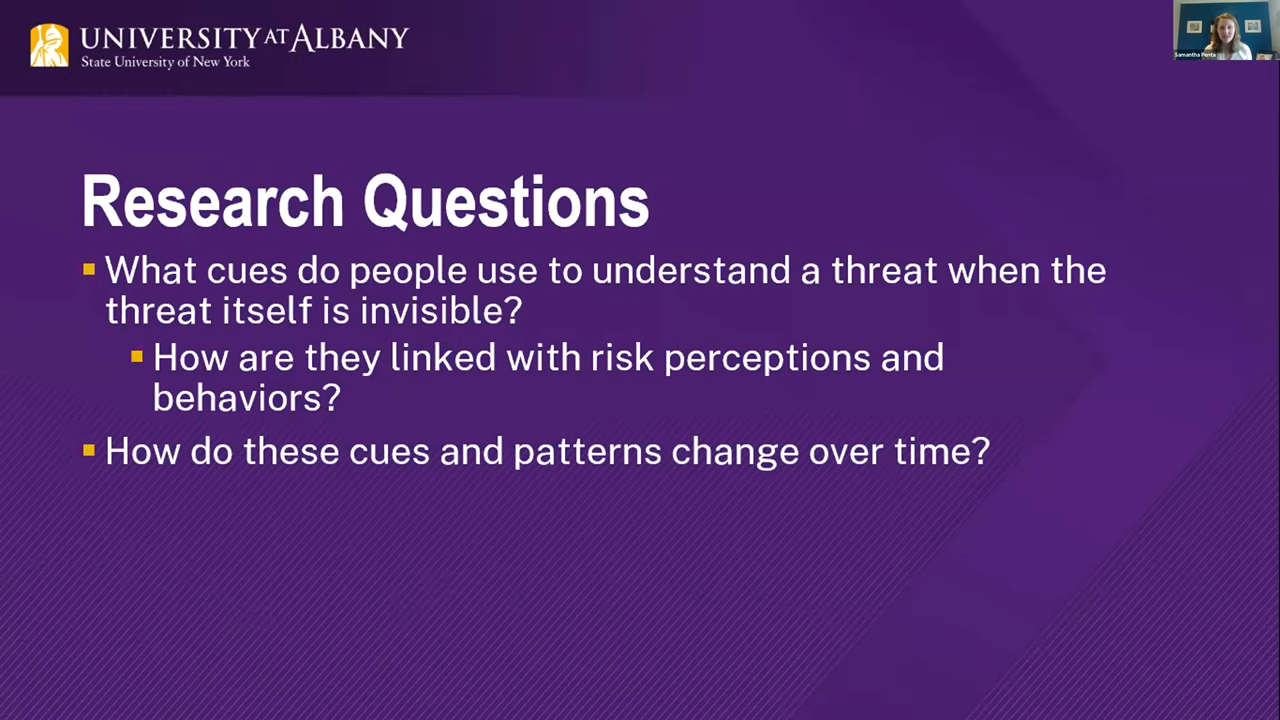 UNIVERSITY AT ALBANY
State University of New York
Samantha Penta
Research Questions
What cues do people use to understand a threat when the
threat itself is invisible?
How are they linked with risk perceptions and
behaviors?
How do these cues and patterns change over time?